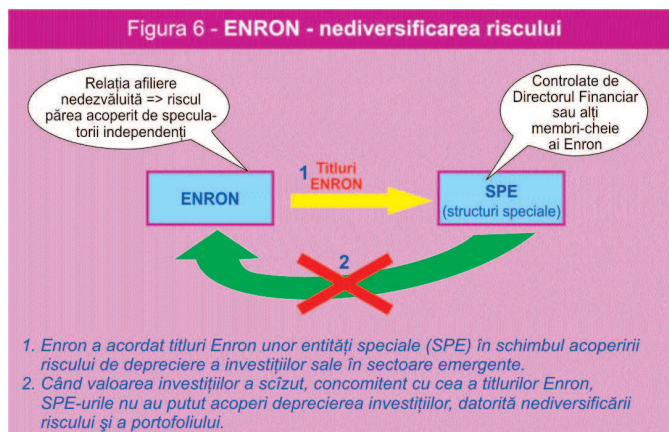 Figura 6 - ENRON - nediversificarea riscului
Relația afiliere
nedezvăluită => riscul
părea acoperit de specula-
torii independenți
Controlate de
Directorul Financiar
sau alți
membri-cheie
ai Enron
1 Titluri
ENRON
ENRON
SPE
(structuri speciale)
2
1. Enron a acordat titluri Enron unor entități speciale (SPE) în schimbul acoperirii
riscului de depreciere a investițiilor sale în sectoare emergente.
2. Când valoarea investițiilor a scîzut, concomitent cu cea a titlurilor Enron,
SPE-urile nu au putut acoperi deprecierea investițiilor, datorită nediversificării
riscului şi a portofoliului.